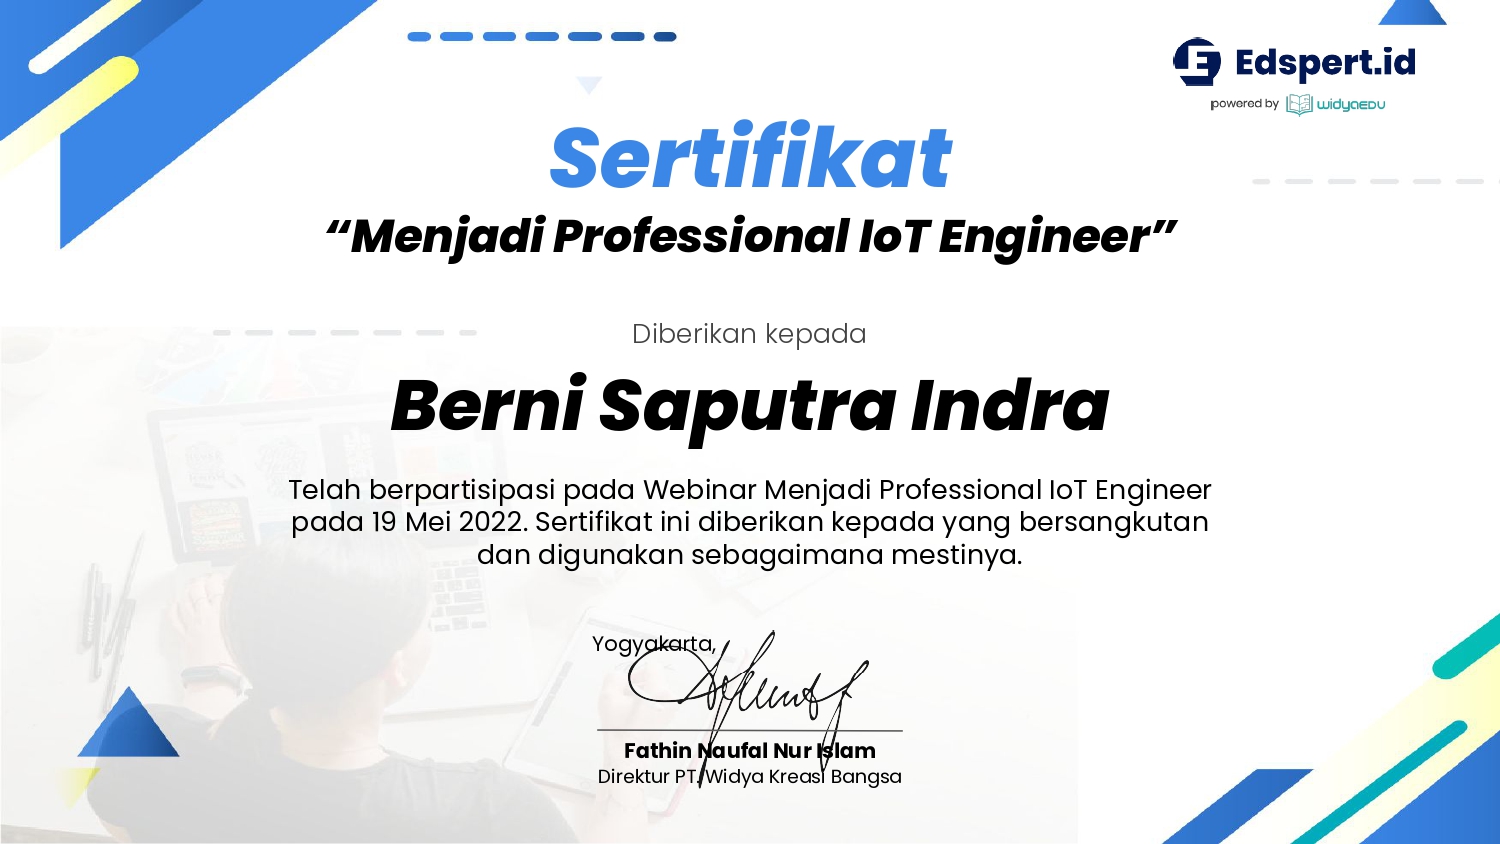 Edspert.id
powered by widyaEDU
Sertifikat
“Menjadi Professional IoT Engineer”
Diberikan kepada
Berni Saputra Indra
Telah berpartisipasi pada Webinar Menjadi Professional IoT Engineer
pada 19 Mei 2022. Sertifikat ini diberikan kepada yang bersangkutan
dan digunakan sebagaimana mestinya.
Yogyakarta,
Fathin Naufal Nur Islam
Direktur PT. Widya Kreasi Bangsa